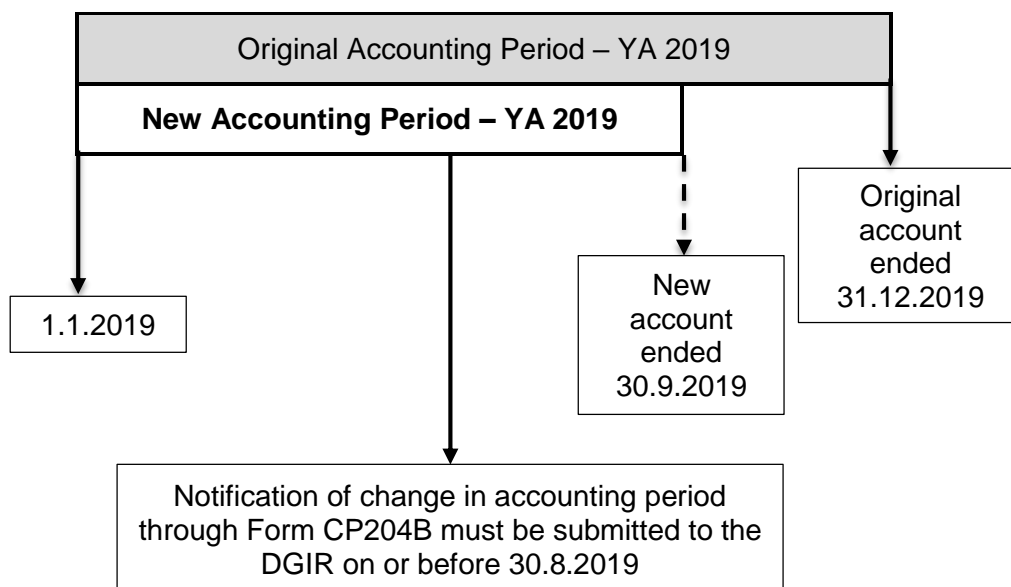 Original Accounting Period – YA 2019
New Accounting Period – YA 2019
1.1.2019
New
account
ended
30.9.2019
Original
account
ended
31.12.2019
Notification of change in accounting period
through Form CP204B must be submitted to the
DGIR on or before 30.8.2019